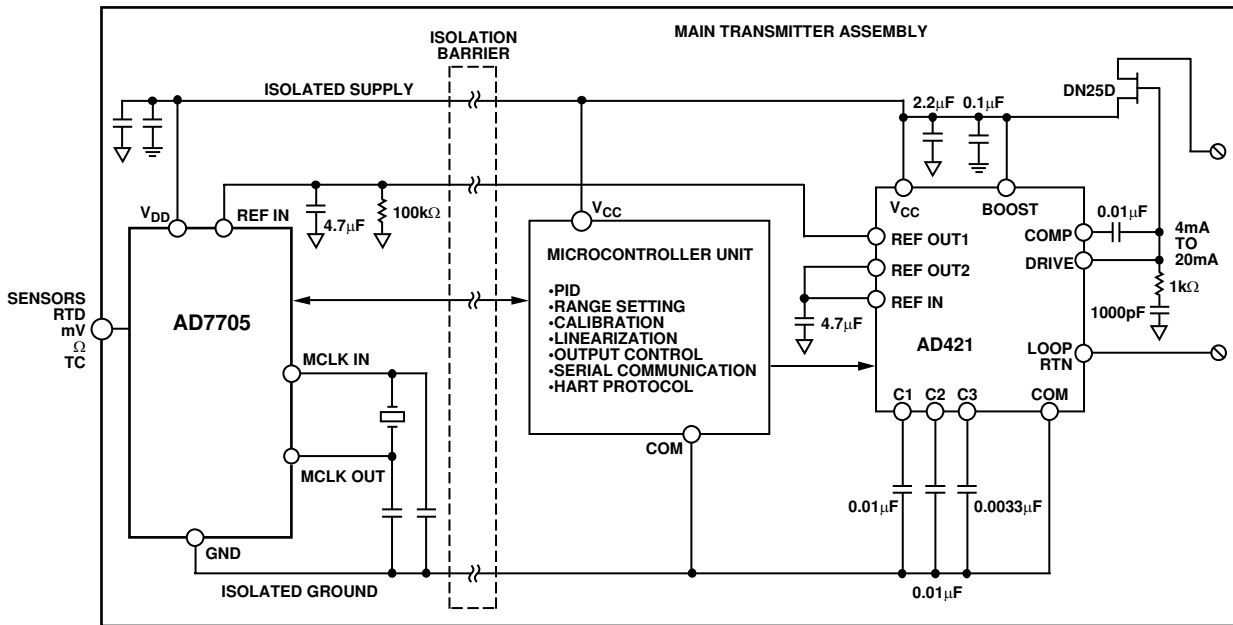 ISOLATION
BARRIER
MAIN TRANSMITTER ASSEMBLY
ISOLATED SUPPLY
DN25D
2.2μF
0.1μF
VDD
REF IN
4.7μF
100kΩ
VCC
MICROCONTROLLER UNIT
•PID
•RANGE SETTING
•CALIBRATION
•LINEARIZATION
•OUTPUT CONTROL
•SERIAL COMMUNICATION
•HART PROTOCOL
COM
VCC
BOOST
REF OUT1
REF OUT2
REF IN
4.7μF
AD421
COMP
DRIVE
0.01μF
4mA
TO
20mA
1kΩ
1000pF
LOOP
RTN
C1
C2
C3
COM
SENSORS
RTD
mV
Ω
TC
AD7705
MCLK IN
MCLK OUT
GND
0.01μF
0.0033μF
ISOLATED GROUND
0.01μF